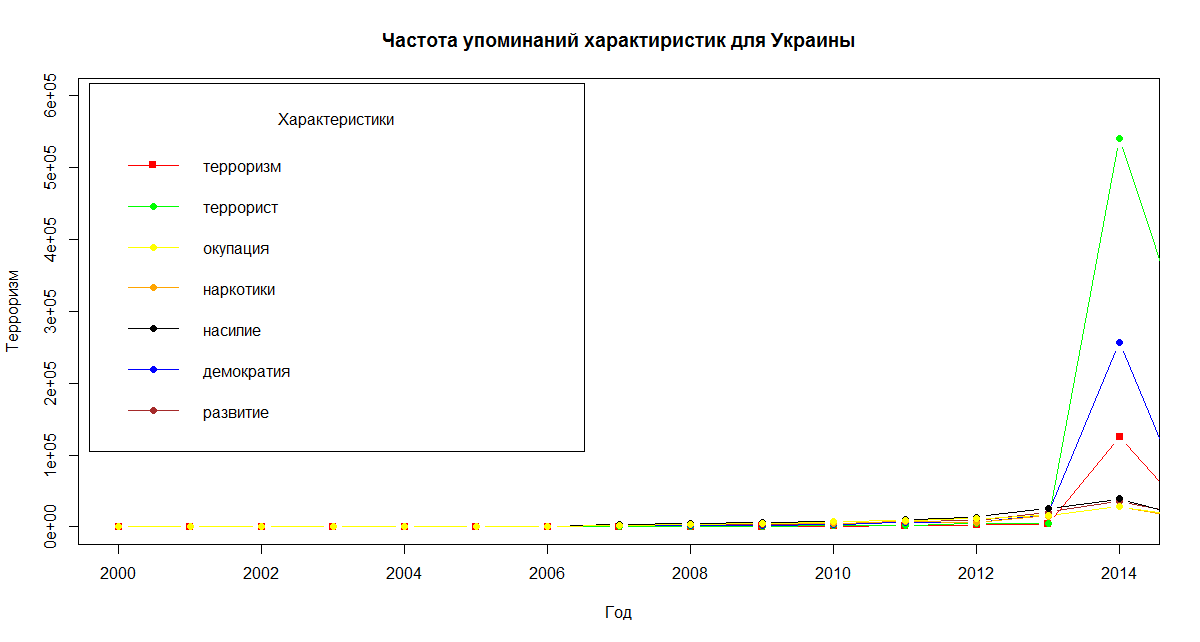 Частота упоминаний характиристик для Украины
Характеристики
терроризм
террорист
окупация
наркотики
насилие
демократия
развитие
Терроризм
6e+05
5e+05
4e+05
3e+05
2e+05
1e+05
0e+00
2000 2002 2004 2006 2008 2010 2012 2014
Год